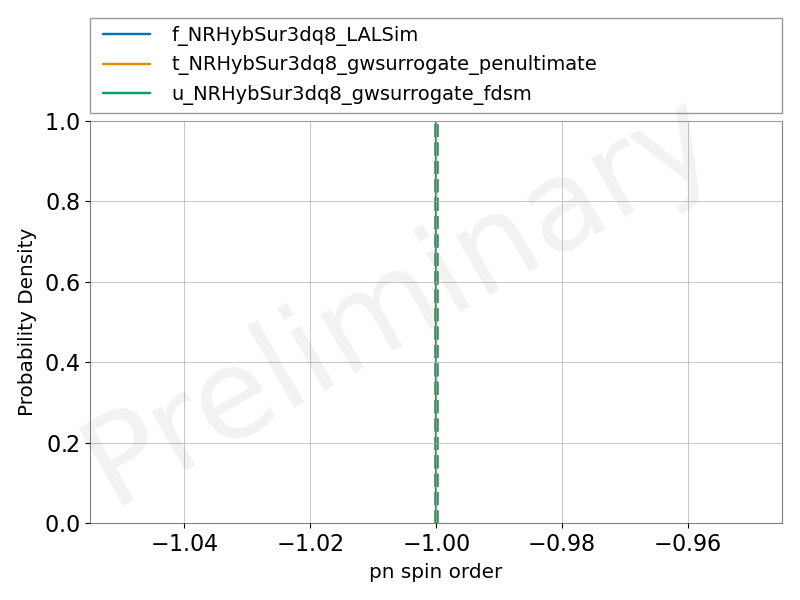 f_NRHybSur3dq8_LALSim
t_NRHybSur3dq8_gwsurrogate_penultimate
u_NRHybSur3dq8_gwsurrogate_fdsm
1.0
0.8
0.6
0.4
0.2
0.0
Probability Density
Preliminary
−1.04 −1.02 −1.00 −0.98 −0.96
pn spin order